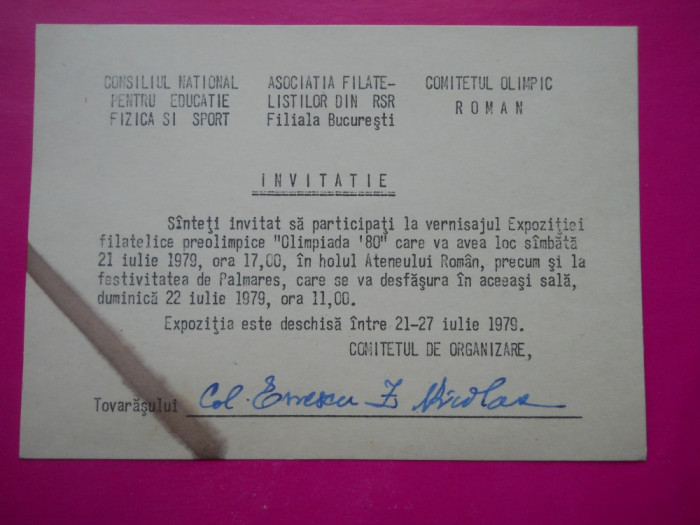 CONSILIUL NATIONAL ASOCIATIA FILATE- COMITETUL OLIMPIC
PENTRU EDUCATIE LISTILOR DIN RSR ROMAN
FIZICA SI SPORT Filiala Bucureşti
INVITATIE
Sînteţi invitat să participaţi la vernisajul Expoziţiei
filatelice preolimpice "Olimpiada '80" care va avea loc sîmbătă
21 iulie 1979, ora 17,00, în holul Ateneului Român, precum şi la
festivitatea de Palmares, care se va desfăşura în aceeaşi sală,
duminică 22 iulie 1979, ora 11,00.
Expoziţia este deschisă între 21-27 iulie 1979.
COMITETUL DE ORGANIZARE,
Tovarăşului Col. Z Nicolae